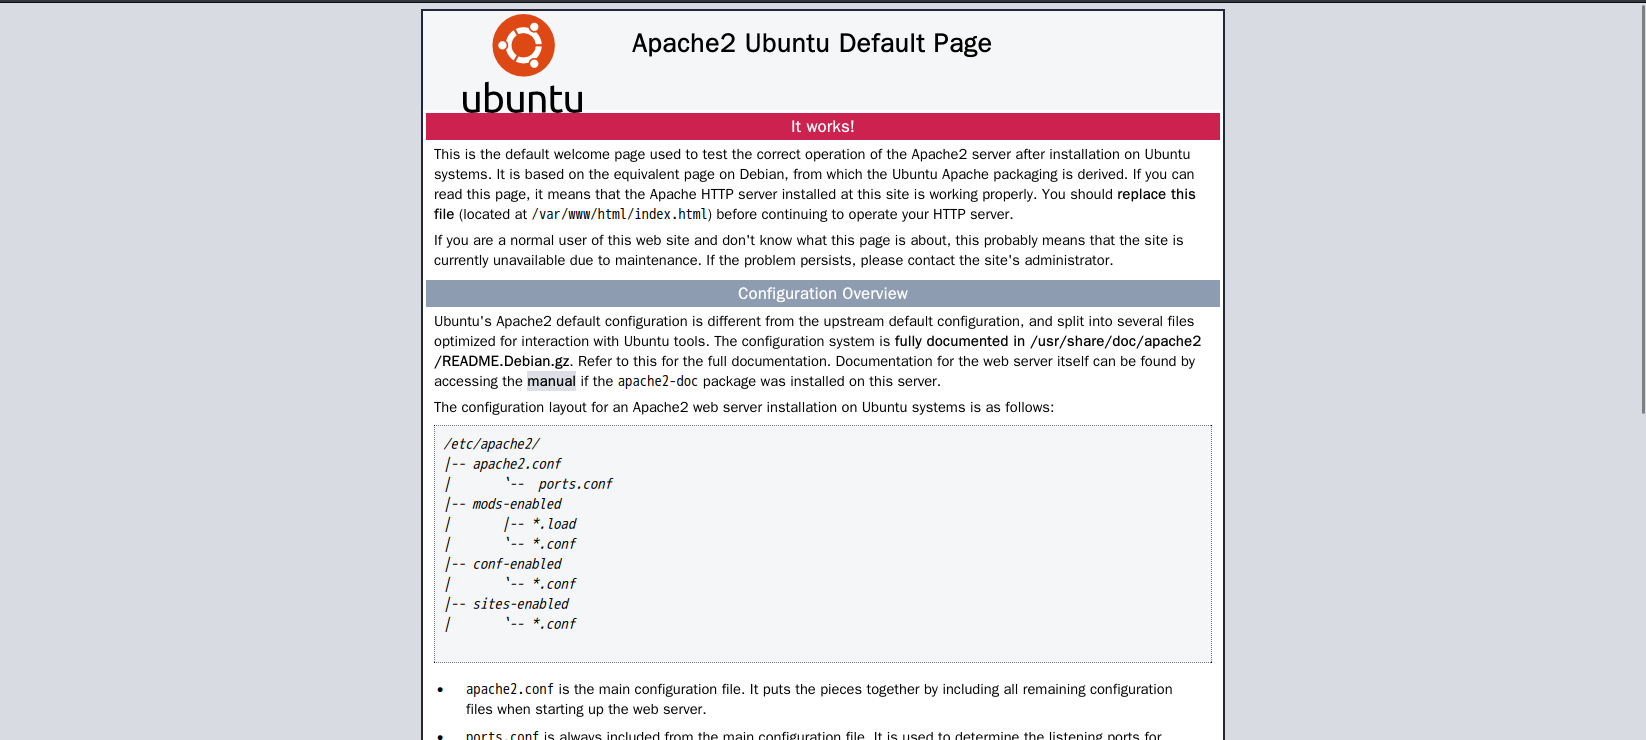 ubuntu
Apache2 Ubuntu Default Page
It works!
This is the default welcome page used to test the correct operation of the Apache2 server after installation on Ubuntu
systems. It is based on the equivalent page on Debian, from which the Ubuntu Apache packaging is derived. If you can
read this page, it means that the Apache HTTP server installed at this site is working properly. You should replace this
file (located at /var/www/html/index.html) before continuing to operate your HTTP server.
If you are a normal user of this web site and don't know what this page is about, this probably means that the site is
currently unavailable due to maintenance. If the problem persists, please contact the site's administrator.
Configuration Overview
Ubuntu's Apache2 default configuration is different from the upstream default configuration, and split into several files
optimized for interaction with Ubuntu tools. The configuration system is fully documented in /usr/share/doc/apache2
/README.Debian.gz. Refer to this for the full documentation. Documentation for the web server itself can be found by
accessing the manual if the apache2-doc package was installed on this server.
The configuration layout for an Apache2 web server installation on Ubuntu systems is as follows:
/etc/apache2/
|-- apache2.conf
|       `--  ports.conf
|-- mods-enabled
|       |-- *.load
|       `-- *.conf
|-- conf-enabled
|       `-- *.conf
|-- sites-enabled
|       `-- *.conf
• apache2.conf is the main configuration file. It puts the pieces together by including all remaining configuration
files when starting up the web server.
• ports.conf is always included from the main configuration file. It is used to determine the listening ports for